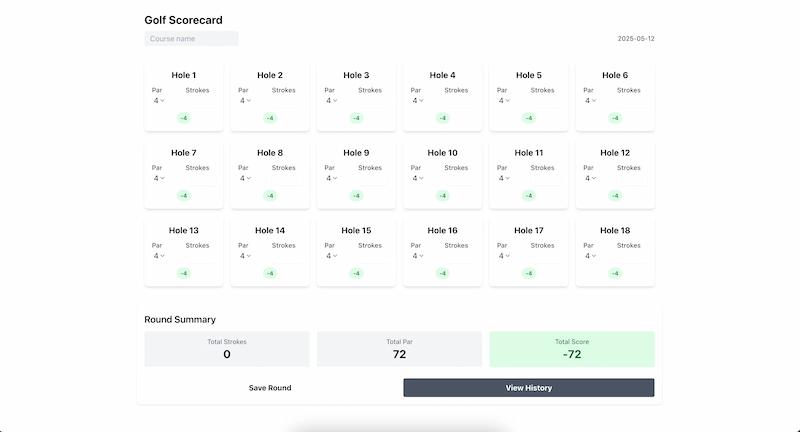 Golf Scorecard
Course name
2025-05-12
Hole 1 Hole 2 Hole 3 Hole 4 Hole 5 Hole 6
Par Strokes Par Strokes Par Strokes Par Strokes Par Strokes Par Strokes
4 4 4 4 4 4
-4 -4 -4 -4 -4 -4
Hole 7 Hole 8 Hole 9 Hole 10 Hole 11 Hole 12
Par Strokes Par Strokes Par Strokes Par Strokes Par Strokes Par Strokes
4 4 4 4 4 4
-4 -4 -4 -4 -4 -4
Hole 13 Hole 14 Hole 15 Hole 16 Hole 17 Hole 18
Par Strokes Par Strokes Par Strokes Par Strokes Par Strokes Par Strokes
4 4 4 4 4 4
-4 -4 -4 -4 -4 -4
Round Summary
Total Strokes Total Par Total Score
0 72 -72
Save Round View History